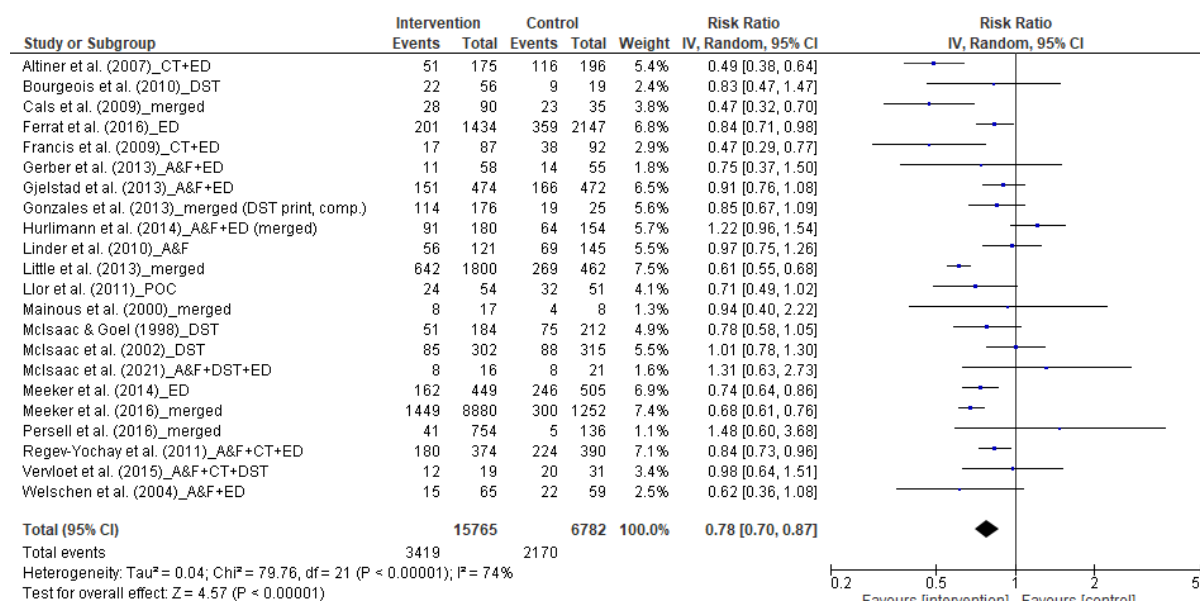 Intervention Control Risk Ratio Risk Ratio
Study or Subgroup Events Total Events Total Weight IV, Random, 95% CI IV, Random, 95% CI
Altiner et al. (2007)_CT+ED 51 175 116 196 5.4% 0.49 [0.38, 0.64]
Bourgeois et al. (2010)_DST 22 56 9 19 2.4% 0.83 [0.47, 1.47]
Cals et al. (2009)_merged 28 90 23 35 3.8% 0.47 [0.32, 0.70]
Ferrat et al. (2016)_ED 201 1434 359 2147 6.8% 0.84 [0.71, 0.98]
Francis et al. (2009)_CT+ED 17 87 38 92 2.9% 0.47 [0.29, 0.77]
Gerber et al. (2013)_A&F+ED 11 58 14 55 1.8% 0.75 [0.37, 1.50]
Gjelstad et al. (2013)_A&F+ED 151 474 166 472 6.5% 0.91 [0.76, 1.08]
Gonzales et al. (2013)_merged (DST print, comp.) 114 176 19 25 5.6% 0.85 [0.67, 1.09]
Hurlimann et al. (2014)_A&F+ED (merged) 91 180 64 154 5.7% 1.22 [0.96, 1.54]
Linder et al. (2010)_A&F 56 121 69 145 5.4% 0.97 [0.75, 1.26]
Little et al. (2013)_merged 642 1800 269 462 7.5% 0.61 [0.55, 0.68]
Llor et al. (2011)_POC 24 54 32 51 4.1% 0.71 [0.49, 1.02]
Mainous et al. (2000)_merged 8 17 4 8 1.3% 0.94 [0.40, 2.22]
McIsaac & Goel (1998)_DST 51 184 75 212 4.9% 0.78 [0.58, 1.05]
McIsaac et al. (2002)_DST 85 302 88 315 5.5% 1.01 [0.78, 1.30]
McIsaac et al. (2021)_A&F+DST+ED 8 16 8 21 2.1% 1.31 [0.63, 2.73]
Meeker et al. (2014)_ED 162 449 246 505 6.9% 0.74 [0.64, 0.86]
Meeker et al. (2016)_merged 1449 8880 300 1252 7.4% 0.68 [0.61, 0.76]
Persell et al. (2016)_merged 41 754 5 136 1.1% 1.48 [0.60, 3.68]
Regev-Yochay et al. (2011)_A&F+CT+ED 180 374 224 390 7.1% 0.84 [0.73, 0.96]
Vervloet et al. (2015)_A&F+CT+DST 12 19 20 31 3.4% 0.98 [0.64, 1.51]
Welschen et al. (2004)_A&F+ED 15 65 22 59 2.5% 0.62 [0.36, 1.08]
Total (95% CI) 15765 6782 100.0% 0.78 [0.70, 0.87]
Total events 3419 2170
Heterogeneity: Tau² = 0.04; Chi² = 79.76, df = 21 (P < 0.00001); I² = 74%
Test for overall effect: Z = 4.57 (P < 0.00001)
0.2 0.5 1 2 5
Favours [intervention] Favours [control]